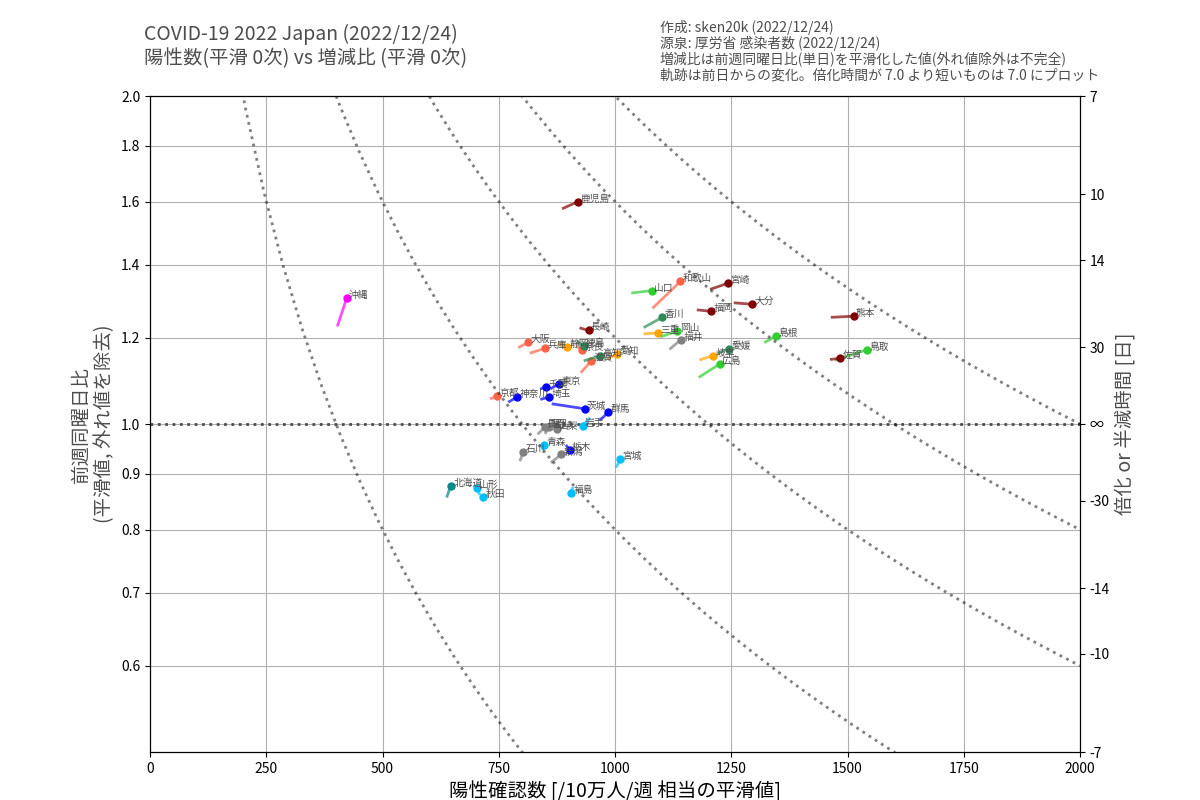 COVID-19 2022 Japan (2022/12/24)
陽性数(平滑 0次) vs 増減比 (平滑 0次)
作成: sken20k (2022/12/24)
源泉: 厚労省 感染者数 (2022/12/24)
増減比は前週同曜日比(単日)を平滑化した値(外れ値除外は不完全)
軌跡は前日からの変化。倍化時間が 7.0 より短いものは 7.0 にプロット
2.0
1.8
1.6
1.4
1.2
1.0
0.9
0.8
0.7
0.6
前週同曜日比
(平滑値, 外れ値を除去)
7
10
14
30
∞
-30
-14
-10
-7
倍化 or 半減時間 [日]
鹿児島
沖縄
和歌山
山口
宮崎
大分
福岡
熊本
香川
長崎
三重
岡山
福井
島根
大阪
兵庫
愛媛
鳥取
佐賀
広島
東京
京都
神奈川
埼玉
茨城
群馬
岩手
青森
石川
栃木
宮城
北海道
山形
秋田
福島
0
250
500
750
1000
1250
1500
1750
2000
陽性確認数 [/10万人/週 相当の平滑値]